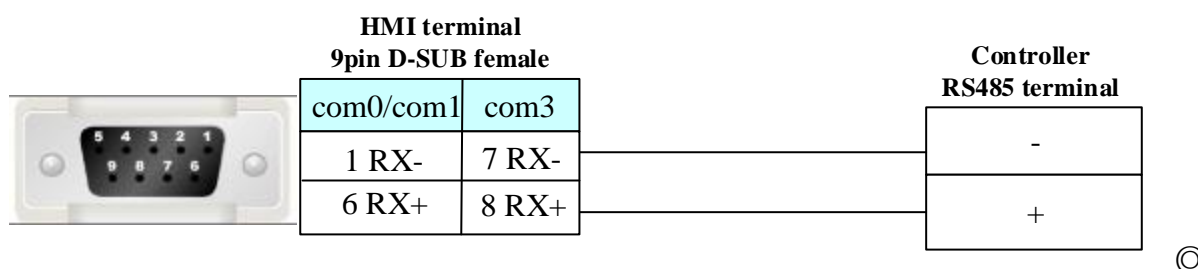 HMI terminal
9pin D-SUB female
Controller
RS485 terminal
com0/com1 com3
1 RX- 7 RX-
6 RX+ 8 RX+
-
+
5 4 3 2 1
9 8 7 6